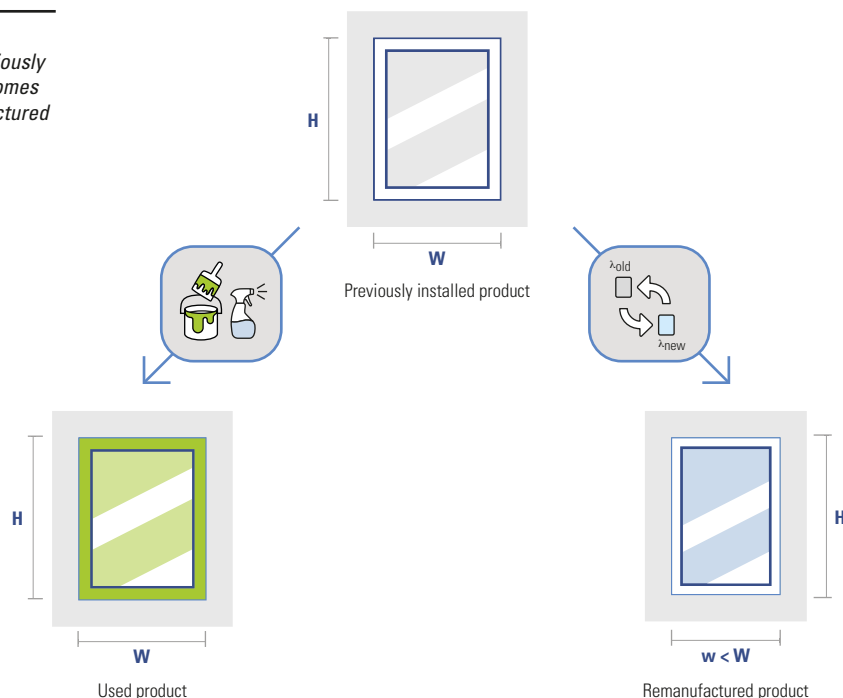 H
W
Previously installed product
λold
λnew
H
W
Used product
H
w < W
Remanufactured product